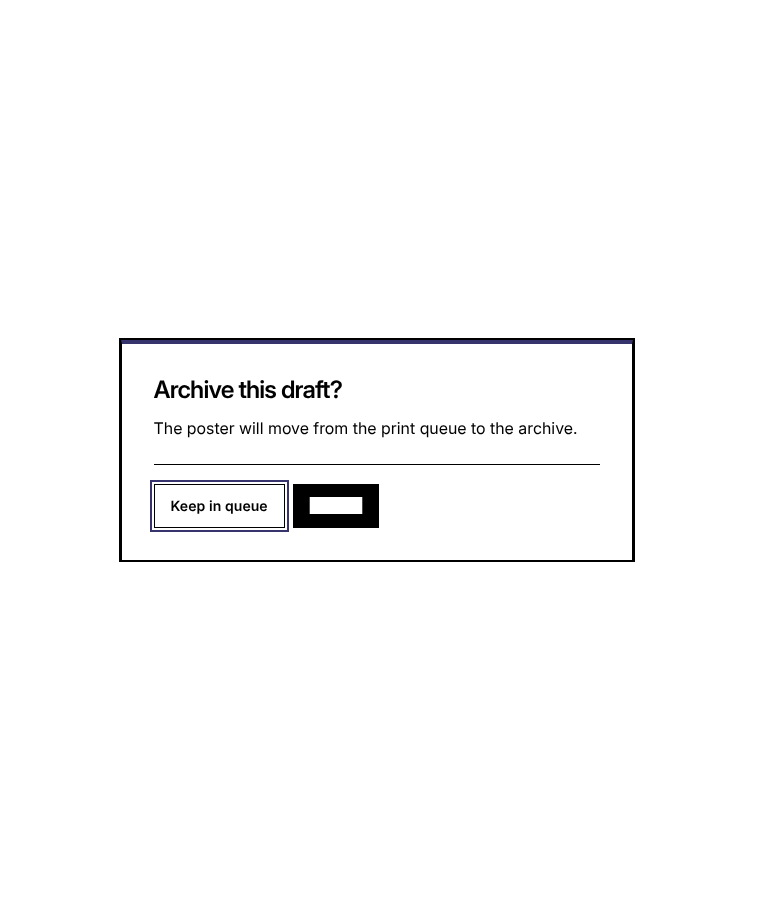 Archive this draft?
The poster will move from the print queue to the archive.
Keep in queue